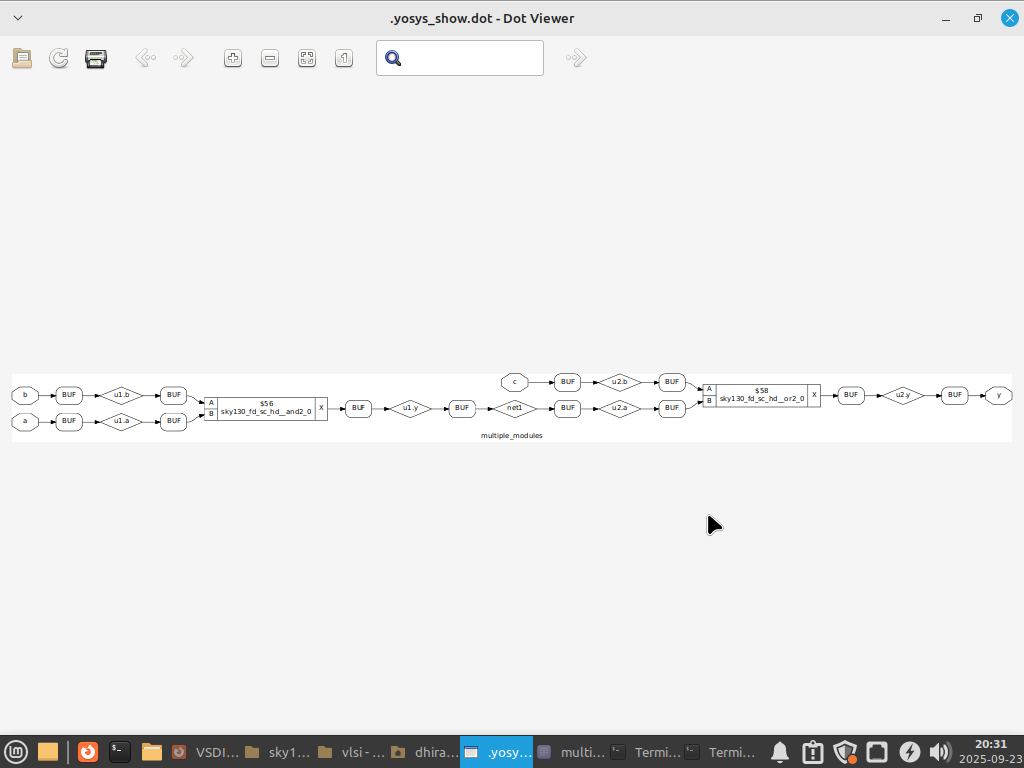 .yosys_show.dot - Dot Viewer
c BUF u2.b BUF
b BUF u1.b BUF A $56 sky130_fd_sc_hd__and2_0 B X BUF u1.y BUF net1 BUF u2.a BUF A $58 sky130_fd_sc_hd__or2_0 B X BUF u2.y BUF y
a BUF u1.a BUF
multiple_modules
VSDI... sky1... vlsi - ... dhira... .yosy... multi... Termi... Termi... 20:31
2025-09-23